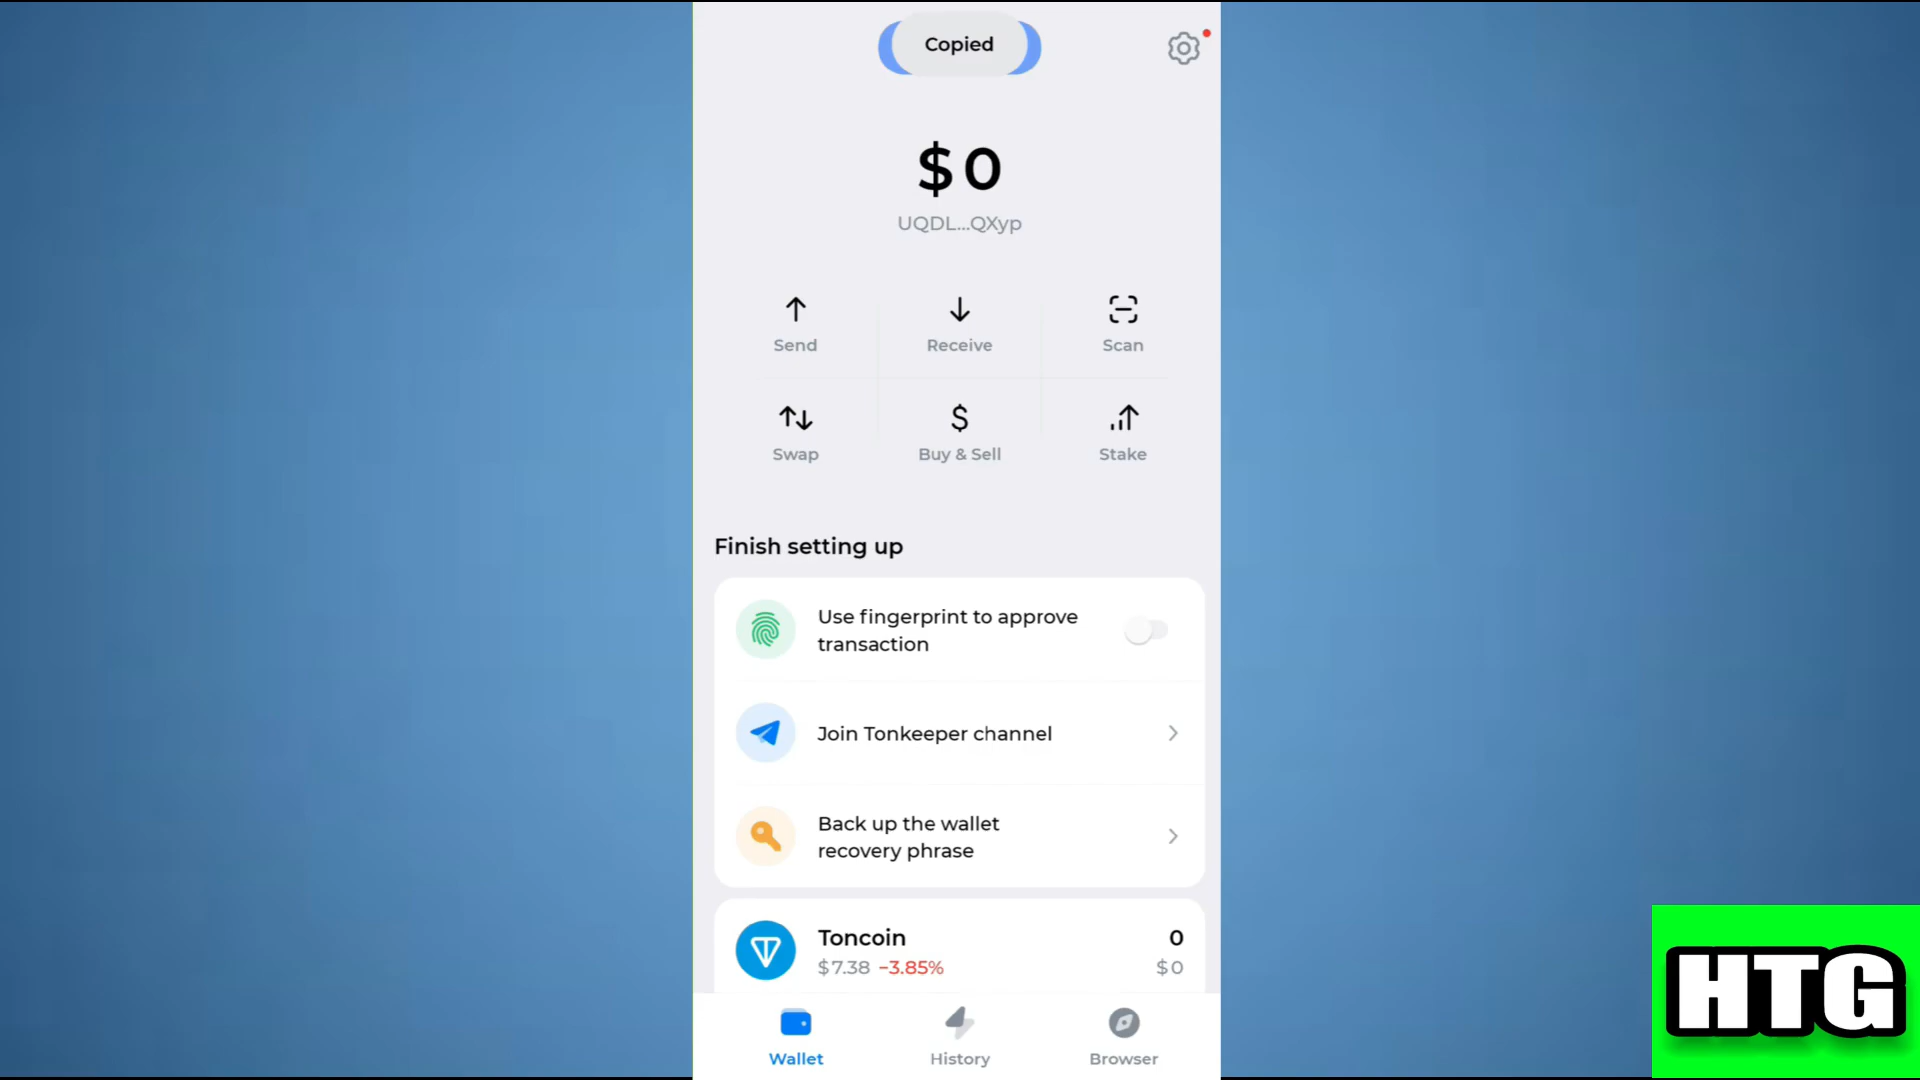 Copied
$0
UQDL...QXyp
Send
Receive
Scan
Swap
Buy & Sell
Stake
Finish setting up
Use fingerprint to approve
transaction
Join Tonkeeper channel
Back up the wallet
recovery phrase
Toncoin
0
$7.38 −3.85%
$0
Wallet
History
Browser
HTG